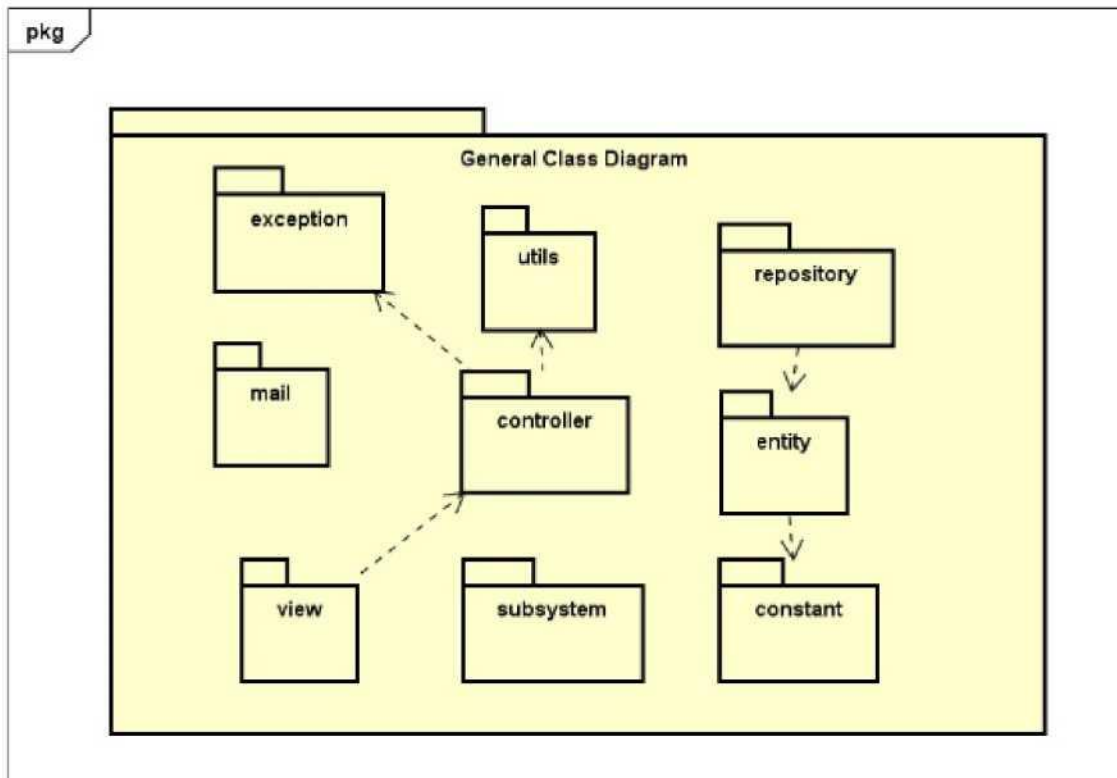 pkg
General Class Diagram
exception
utils
repository
mail
controller
entity
view
subsystem
constant